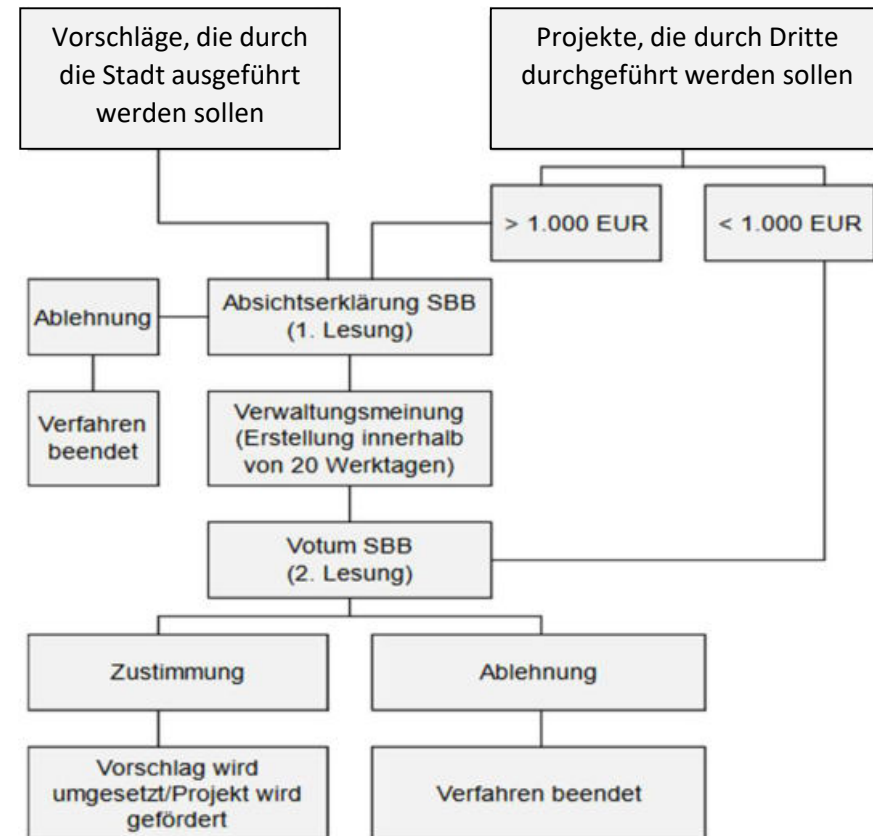 Vorschläge, die durch
die Stadt ausgeführt
werden sollen
Projekte, die durch Dritte
durchgeführt werden sollen
> 1.000 EUR
< 1.000 EUR
Ablehnung
Absichtserklärung SBB
(1. Lesung)
Verfahren
beendet
Verwaltungsmeinung
(Erstellung innerhalb
von 20 Werktagen)
Votum SBB
(2. Lesung)
Zustimmung
Ablehnung
Vorschlag wird
umgesetzt/Projekt wird
gefördert
Verfahren beendet